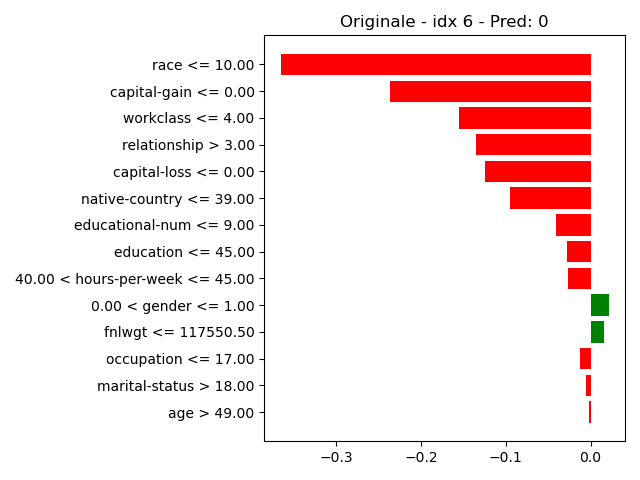 Originale - idx 6 - Pred: 0
race <= 10.00
capital-gain <= 0.00
workclass <= 4.00
relationship > 3.00
capital-loss <= 0.00
native-country <= 39.00
educational-num <= 9.00
education <= 45.00
40.00 < hours-per-week <= 45.00
0.00 < gender <= 1.00
fnlwgt <= 117550.50
occupation <= 17.00
marital-status > 18.00
age > 49.00
−0.3 −0.2 −0.1 0.0